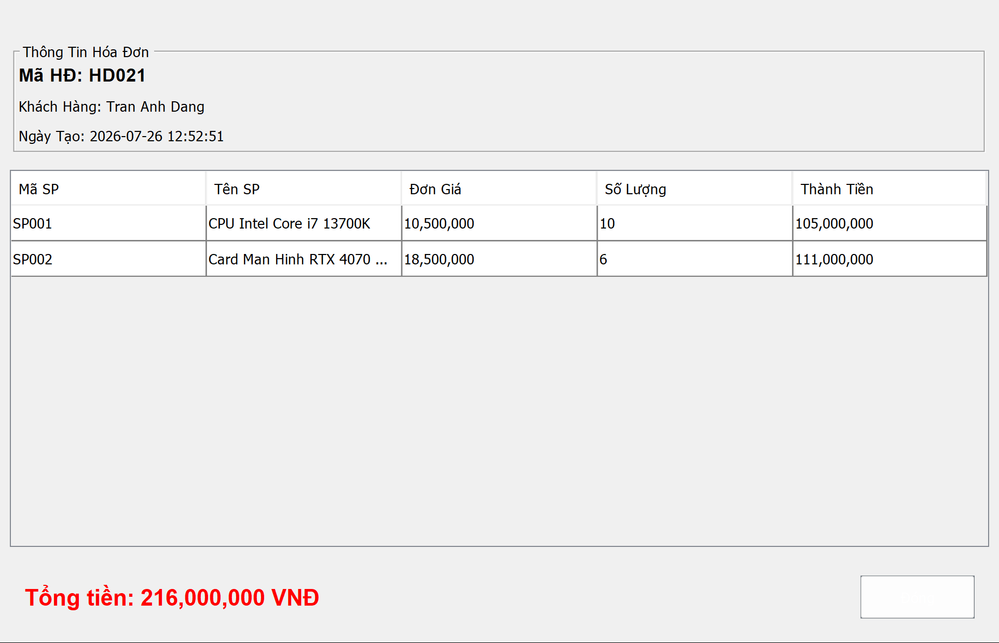 Thông Tin Hóa Đơn
Mã HĐ: HD021
Khách Hàng: Tran Anh Dang
Ngày Tạo: 2026-07-26 12:52:51
Mã SP Tên SP Đơn Giá Số Lượng Thành Tiền
SP001 CPU Intel Core i7 13700K 10,500,000 10 105,000,000
SP002 Card Man Hinh RTX 4070 ... 18,500,000 6 111,000,000
Tổng tiền: 216,000,000 VNĐ